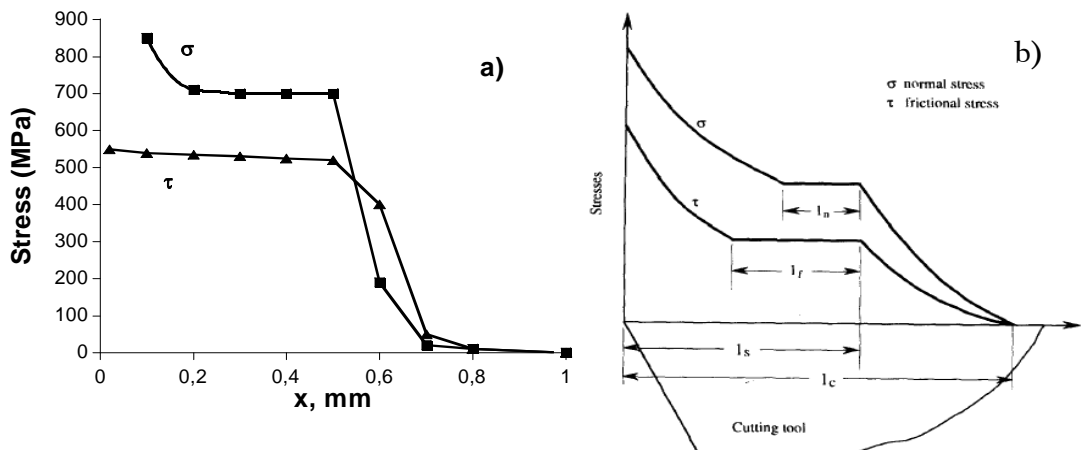 900
800
700
600
500
400
300
200
100
0
Stress (MPa)
σ
τ
a)
0
0,2
0,4
0,6
0,8
1
x, mm
b)
σ normal stress
τ frictional stress
Stresses
σ
τ
l_n
l_f
l_s
l_c
Cutting tool